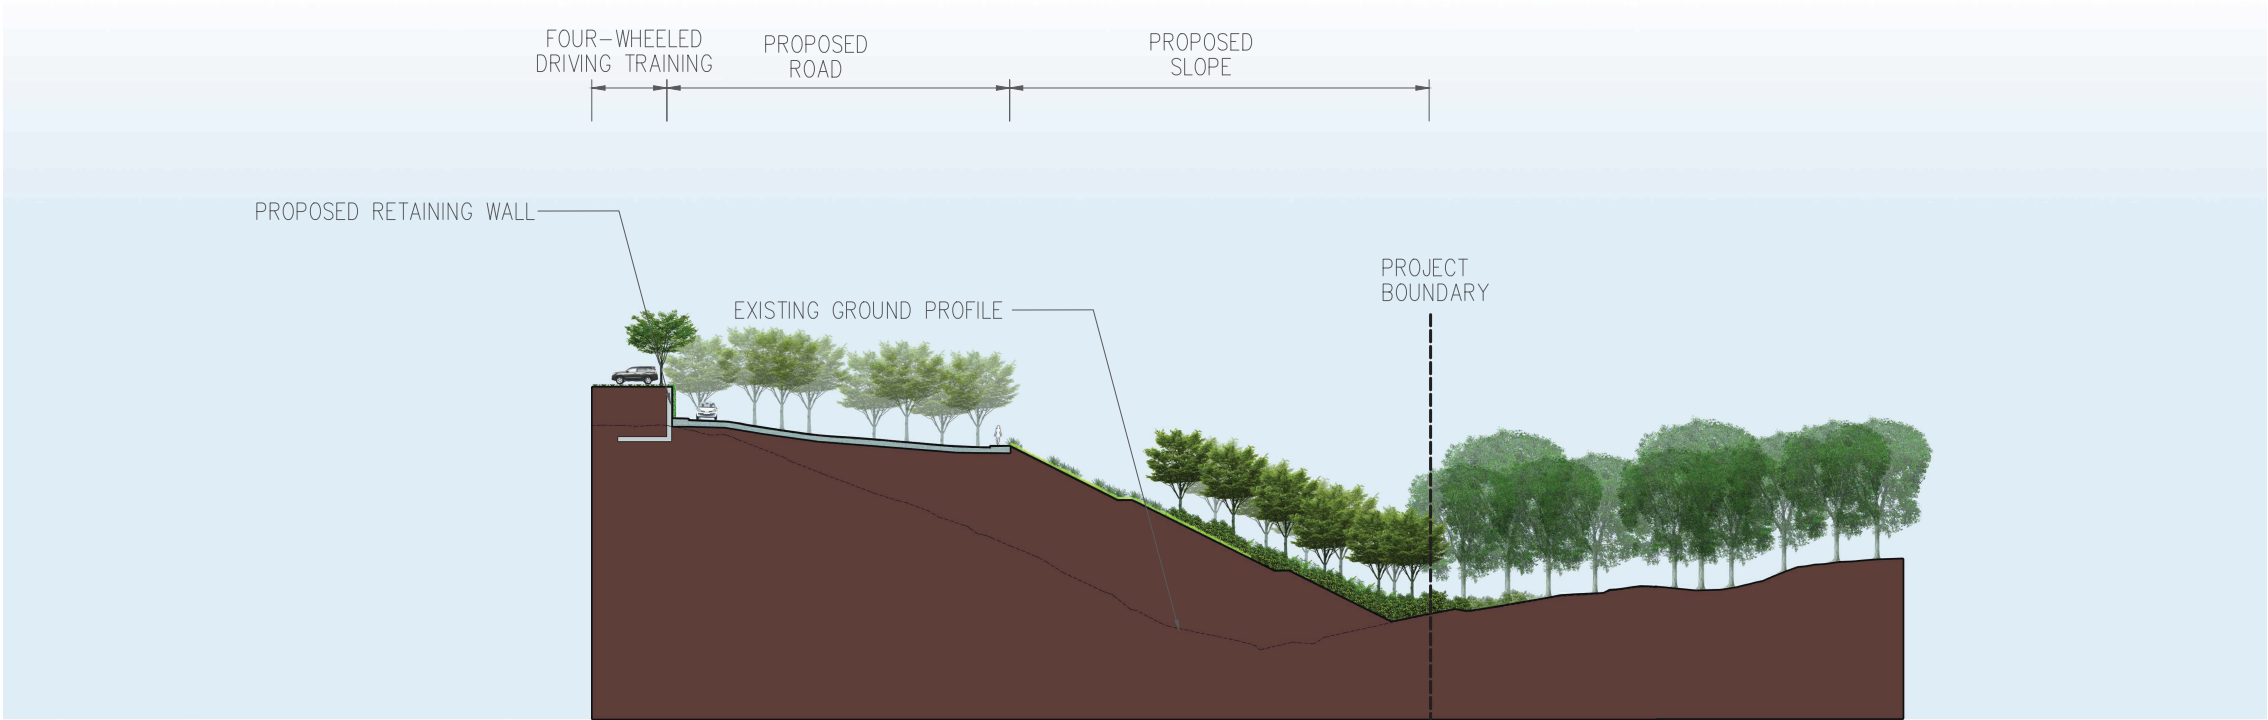 FOUR-WHEELED
DRIVING TRAINING
PROPOSED
ROAD
PROPOSED
SLOPE
PROPOSED RETAINING WALL
PROJECT
BOUNDARY
EXISTING GROUND PROFILE